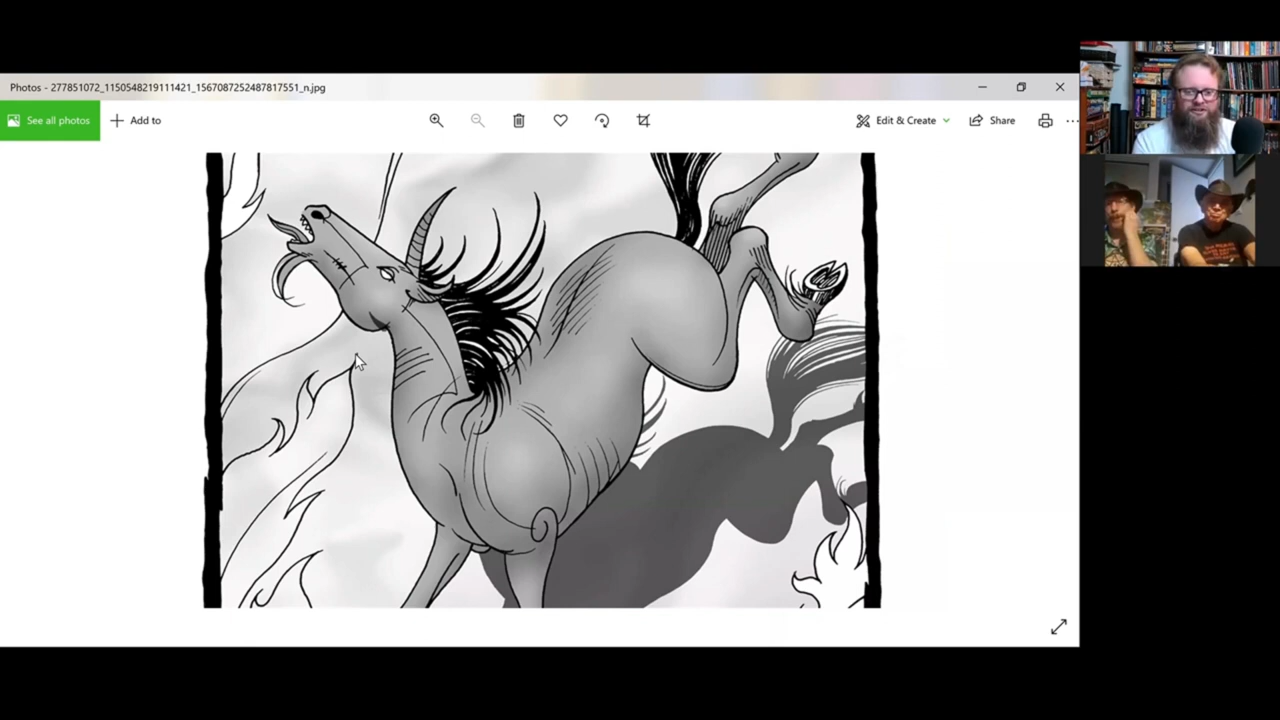 Photos - 277851072_1150548219111421_1567087252487817551_n.jpg
See all photos
Add to
Edit & Create
Share